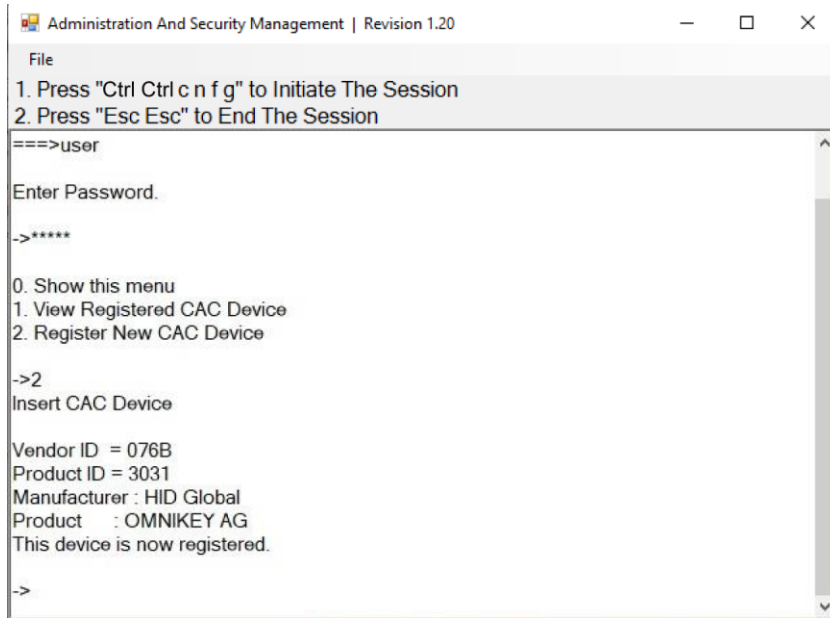 Administration And Security Management | Revision 1.20
File
1. Press "Ctrl Ctrl c n f g" to Initiate The Session
2. Press "Esc Esc" to End The Session
===>user
Enter Password.
->*****
0. Show this menu
1. View Registered CAC Device
2. Register New CAC Device
->2
Insert CAC Device
Vendor ID = 076B
Product ID = 3031
Manufacturer : HID Global
Product : OMNIKEY AG
This device is now registered.
->